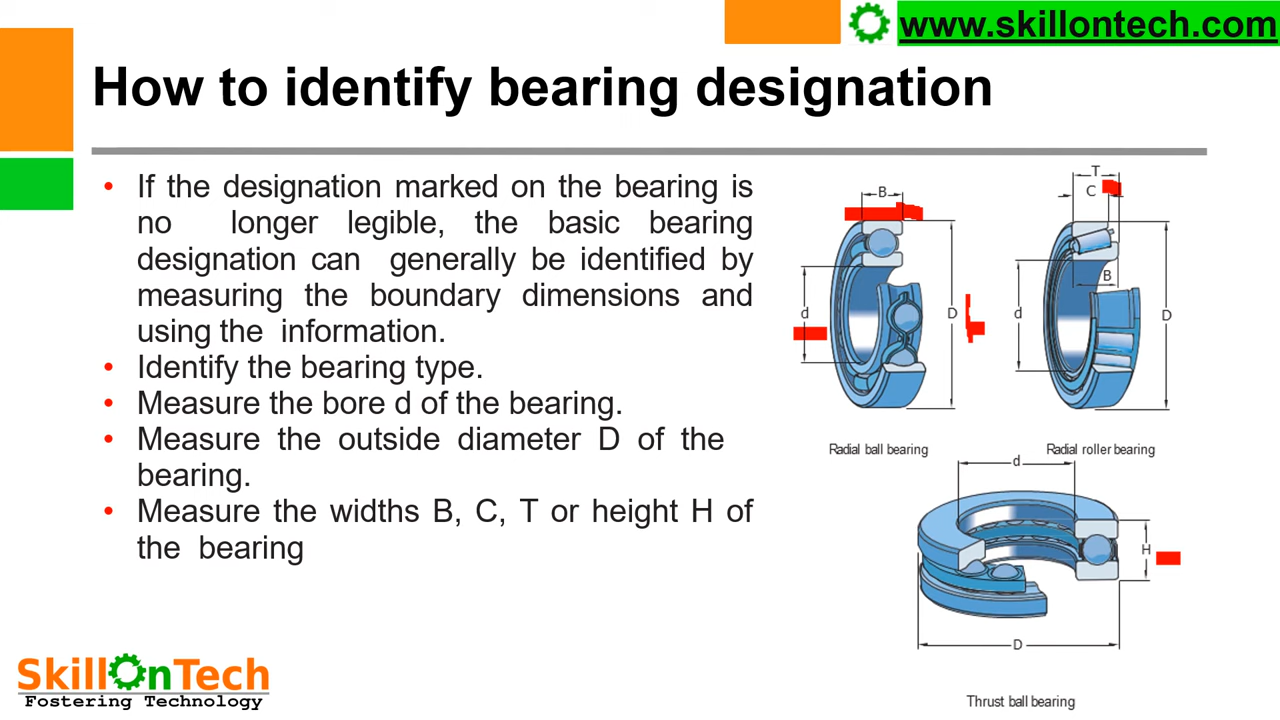 www.skillontech.com
How to identify bearing designation
• If the designation marked on the bearing is
no longer legible, the basic bearing
designation can generally be identified by
measuring the boundary dimensions and
using the information.
• Identify the bearing type.
• Measure the bore d of the bearing.
• Measure the outside diameter D of the
bearing.
• Measure the widths B, C, T or height H of
the bearing
B
d
D
Radial ball bearing
T
C
B
d
D
Radial roller bearing
d
H
D
Thrust ball bearing
SkillOnTech
Fostering Technology